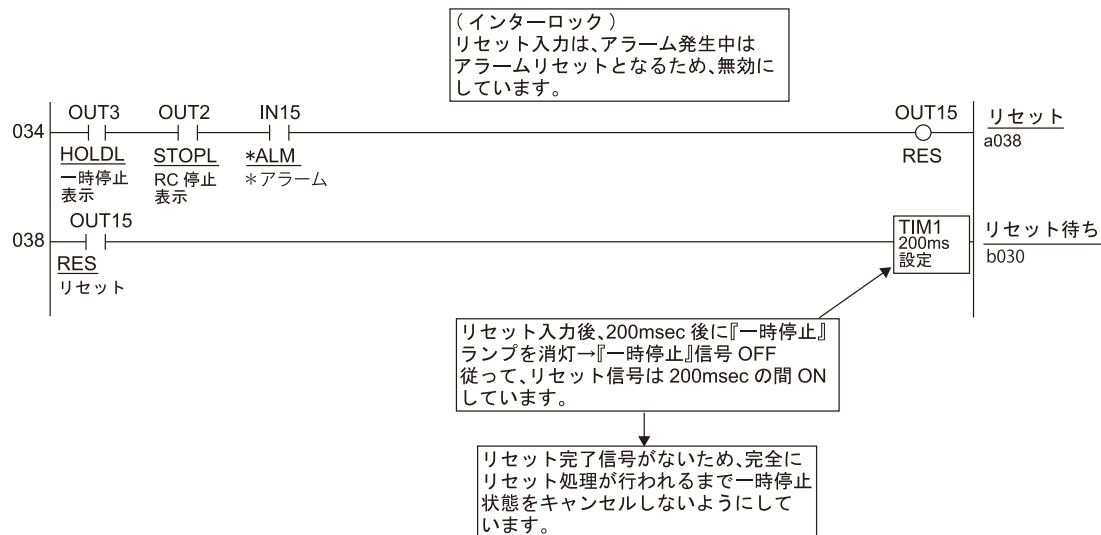 （インターロック）
リセット入力は、アラーム発生中は
アラームリセットとなるため、無効に
しています。
OUT3 OUT2 IN15 OUT15 リセット
034 a038
HOLDL STOPL *ALM RES
一時停止 RC 停止 ＊アラーム
表示 表示
OUT15
038 TIM1 リセット待ち
200ms b030
設定
RES
リセット
リセット入力後、200msec 後に『一時停止』
ランプを消灯→『一時停止』信号 OFF
従って、リセット信号は 200msec の間 ON
しています。
リセット完了信号がないため、完全に
リセット処理が行われるまで一時停止
状態をキャンセルしないようにして
います。